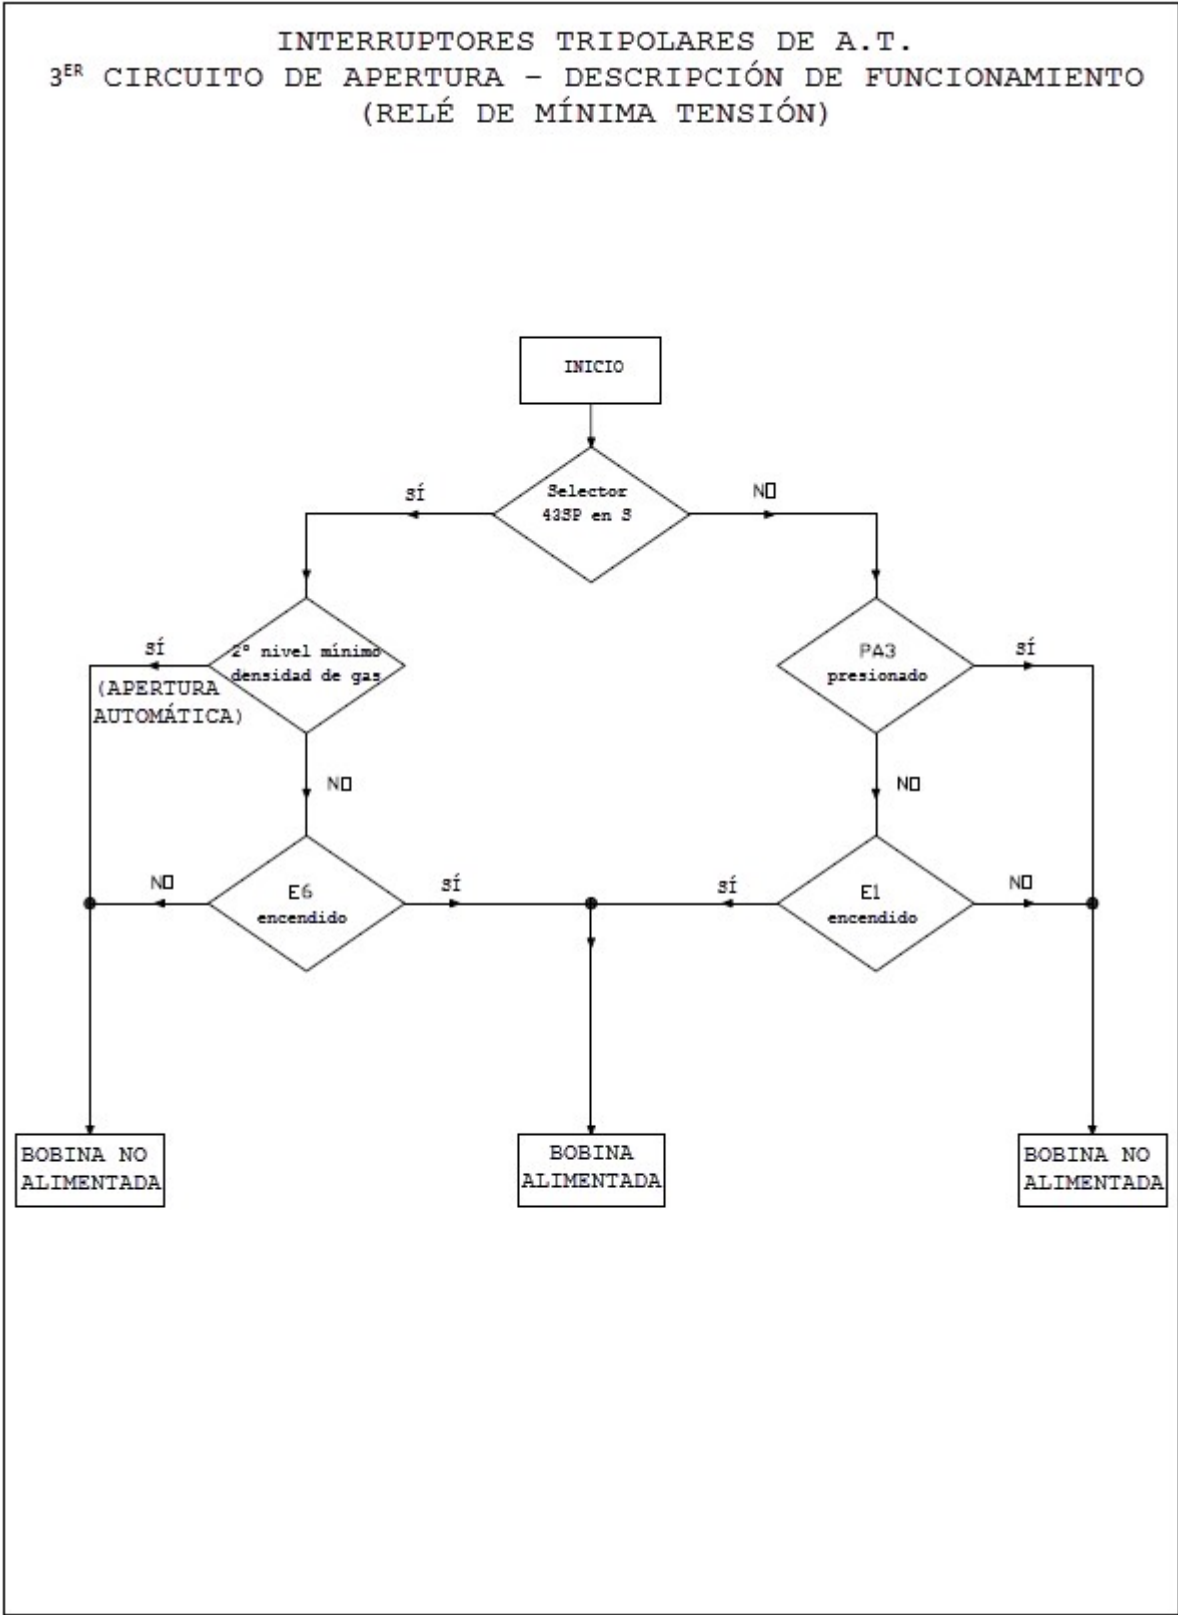 INTERRUPTORES TRIPOLARES DE A.T.
3ER CIRCUITO DE APERTURA – DESCRIPCIÓN DE FUNCIONAMIENTO
(RELÉ DE MÍNIMA TENSIÓN)
INICIO
Selector
43SP en S
SÍ
NO
2º nivel mínimo
densidad de gas
SÍ
(APERTURA
AUTOMÁTICA)
NO
PA3
presionado
SÍ
NO
E6
encendido
NO
SÍ
E1
encendido
SÍ
NO
BOBINA NO
ALIMENTADA
BOBINA
ALIMENTADA
BOBINA NO
ALIMENTADA